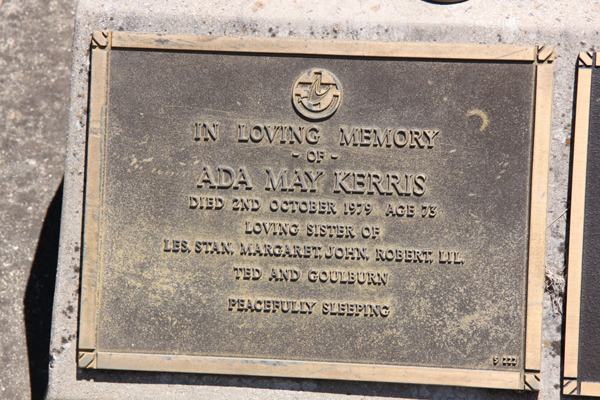 IN LOVING MEMORY
- OF -
ADA MAY KERRIS
DIED 2ND OCTOBER 1979 AGE 73
LOVING SISTER OF
LES, STAN, MARGARET, JOHN, ROBERT, LIL,
TED AND GOULBURN
PEACEFULLY SLEEPING